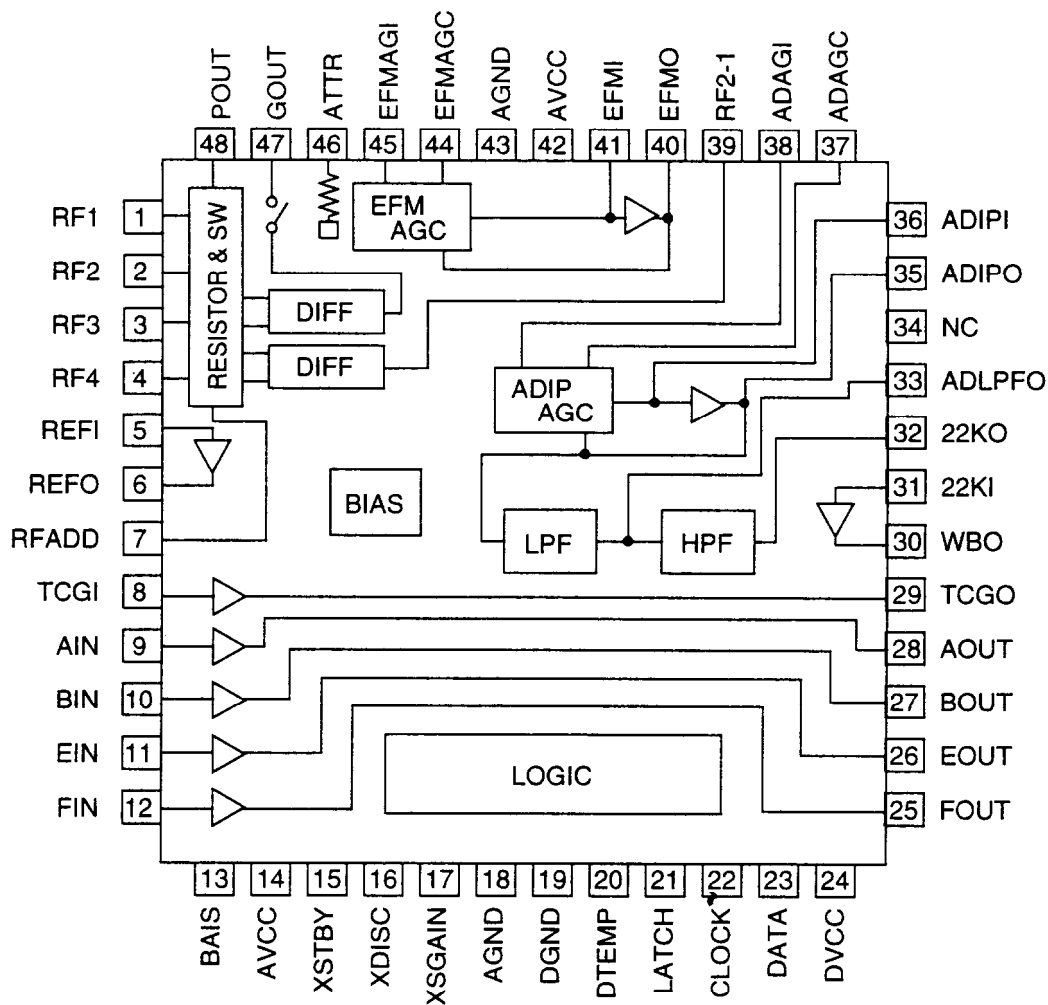 POUT
GOUT
ATTR
EFMAGI
EFMAGC
AGND
AVCC
EFMI
EFMO
RF2-1
ADAGI
ADAGC
48 47 46 45 44 43 42 41 40 39 38 37
RF1 1
RF2 2
RF3 3
RF4 4
REFI 5
REFO 6
RFADD 7
TCGI 8
AIN 9
BIN 10
EIN 11
FIN 12
RESISTOR & SW
EFM
AGC
DIFF
DIFF
ADIP
AGC
BIAS
LPF
HPF
LOGIC
36 ADIPI
35 ADIPO
34 NC
33 ADLPFO
32 22KO
31 22KI
30 WBO
29 TCGO
28 AOUT
27 BOUT
26 EOUT
25 FOUT
13 14 15 16 17 18 19 20 21 22 23 24
BAIS
AVCC
XSTBY
XDISC
XSGAIN
AGND
DGND
DTEMP
LATCH
CLOCK
DATA
DVCC